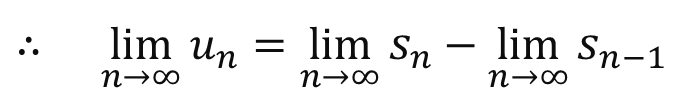 ∴ lim_{n→∞} u_n = lim_{n→∞} s_n − lim_{n→∞} s_{n−1}